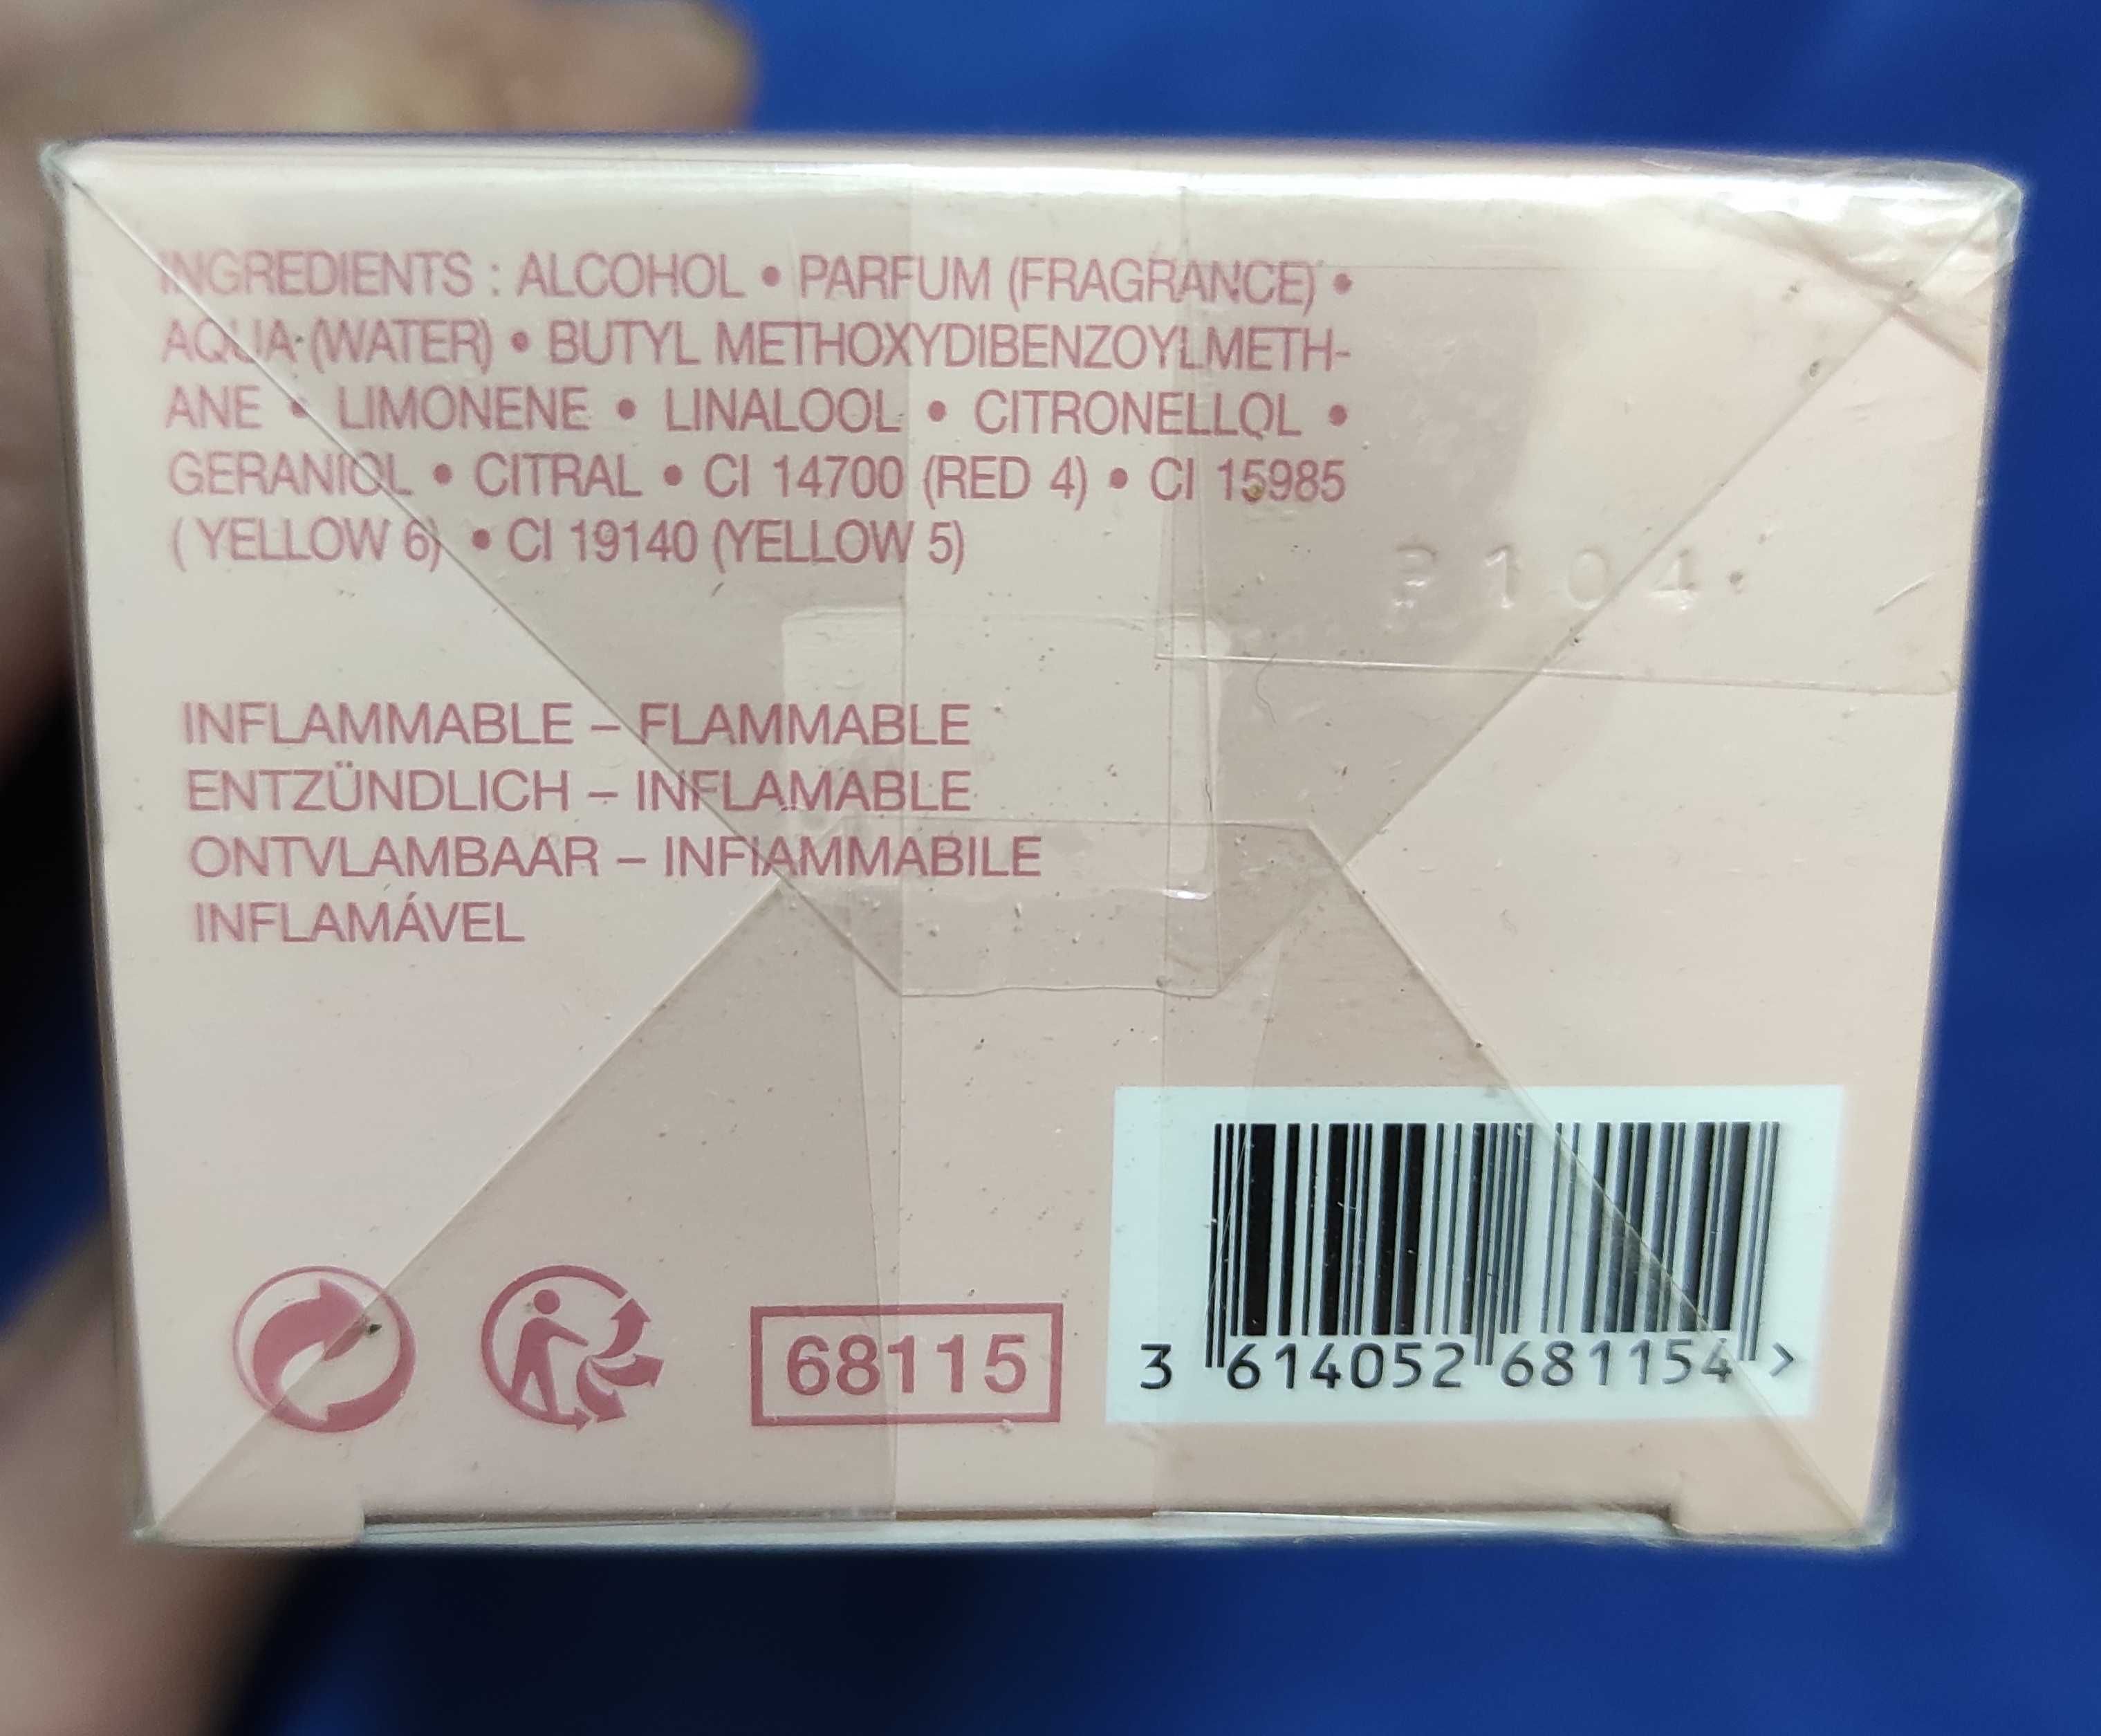 INGREDIENTS : ALCOHOL • PARFUM (FRAGRANCE) •
AQUA (WATER) • BUTYL METHOXYDIBENZOYLMETH-
ANE • LIMONENE • LINALOOL • CITRONELLOL •
GERANIOL • CITRAL • CI 14700 (RED 4) • CI 15985
( YELLOW 6) • CI 19140 (YELLOW 5)
INFLAMMABLE – FLAMMABLE
ENTZÜNDLICH – INFLAMABLE
ONTVLAMBAAR – INFIAMMABILE
INFLAMÁVEL
68115
3 614052 681154 >